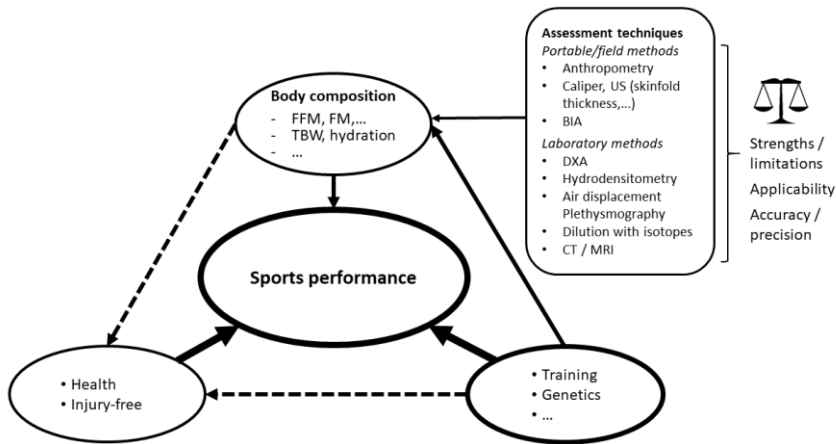 Body composition
- FFM, FM,...
- TBW, hydration
- ...
Assessment techniques
Portable/field methods
• Anthropometry
• Caliper, US (skinfold
thickness,...)
• BIA
Laboratory methods
• DXA
• Hydrodensitometry
• Air displacement
Plethysmography
• Dilution with isotopes
• CT / MRI
Strengths /
limitations
Applicability
Accuracy /
precision
Sports performance
• Health
• Injury-free
• Training
• Genetics
• ...